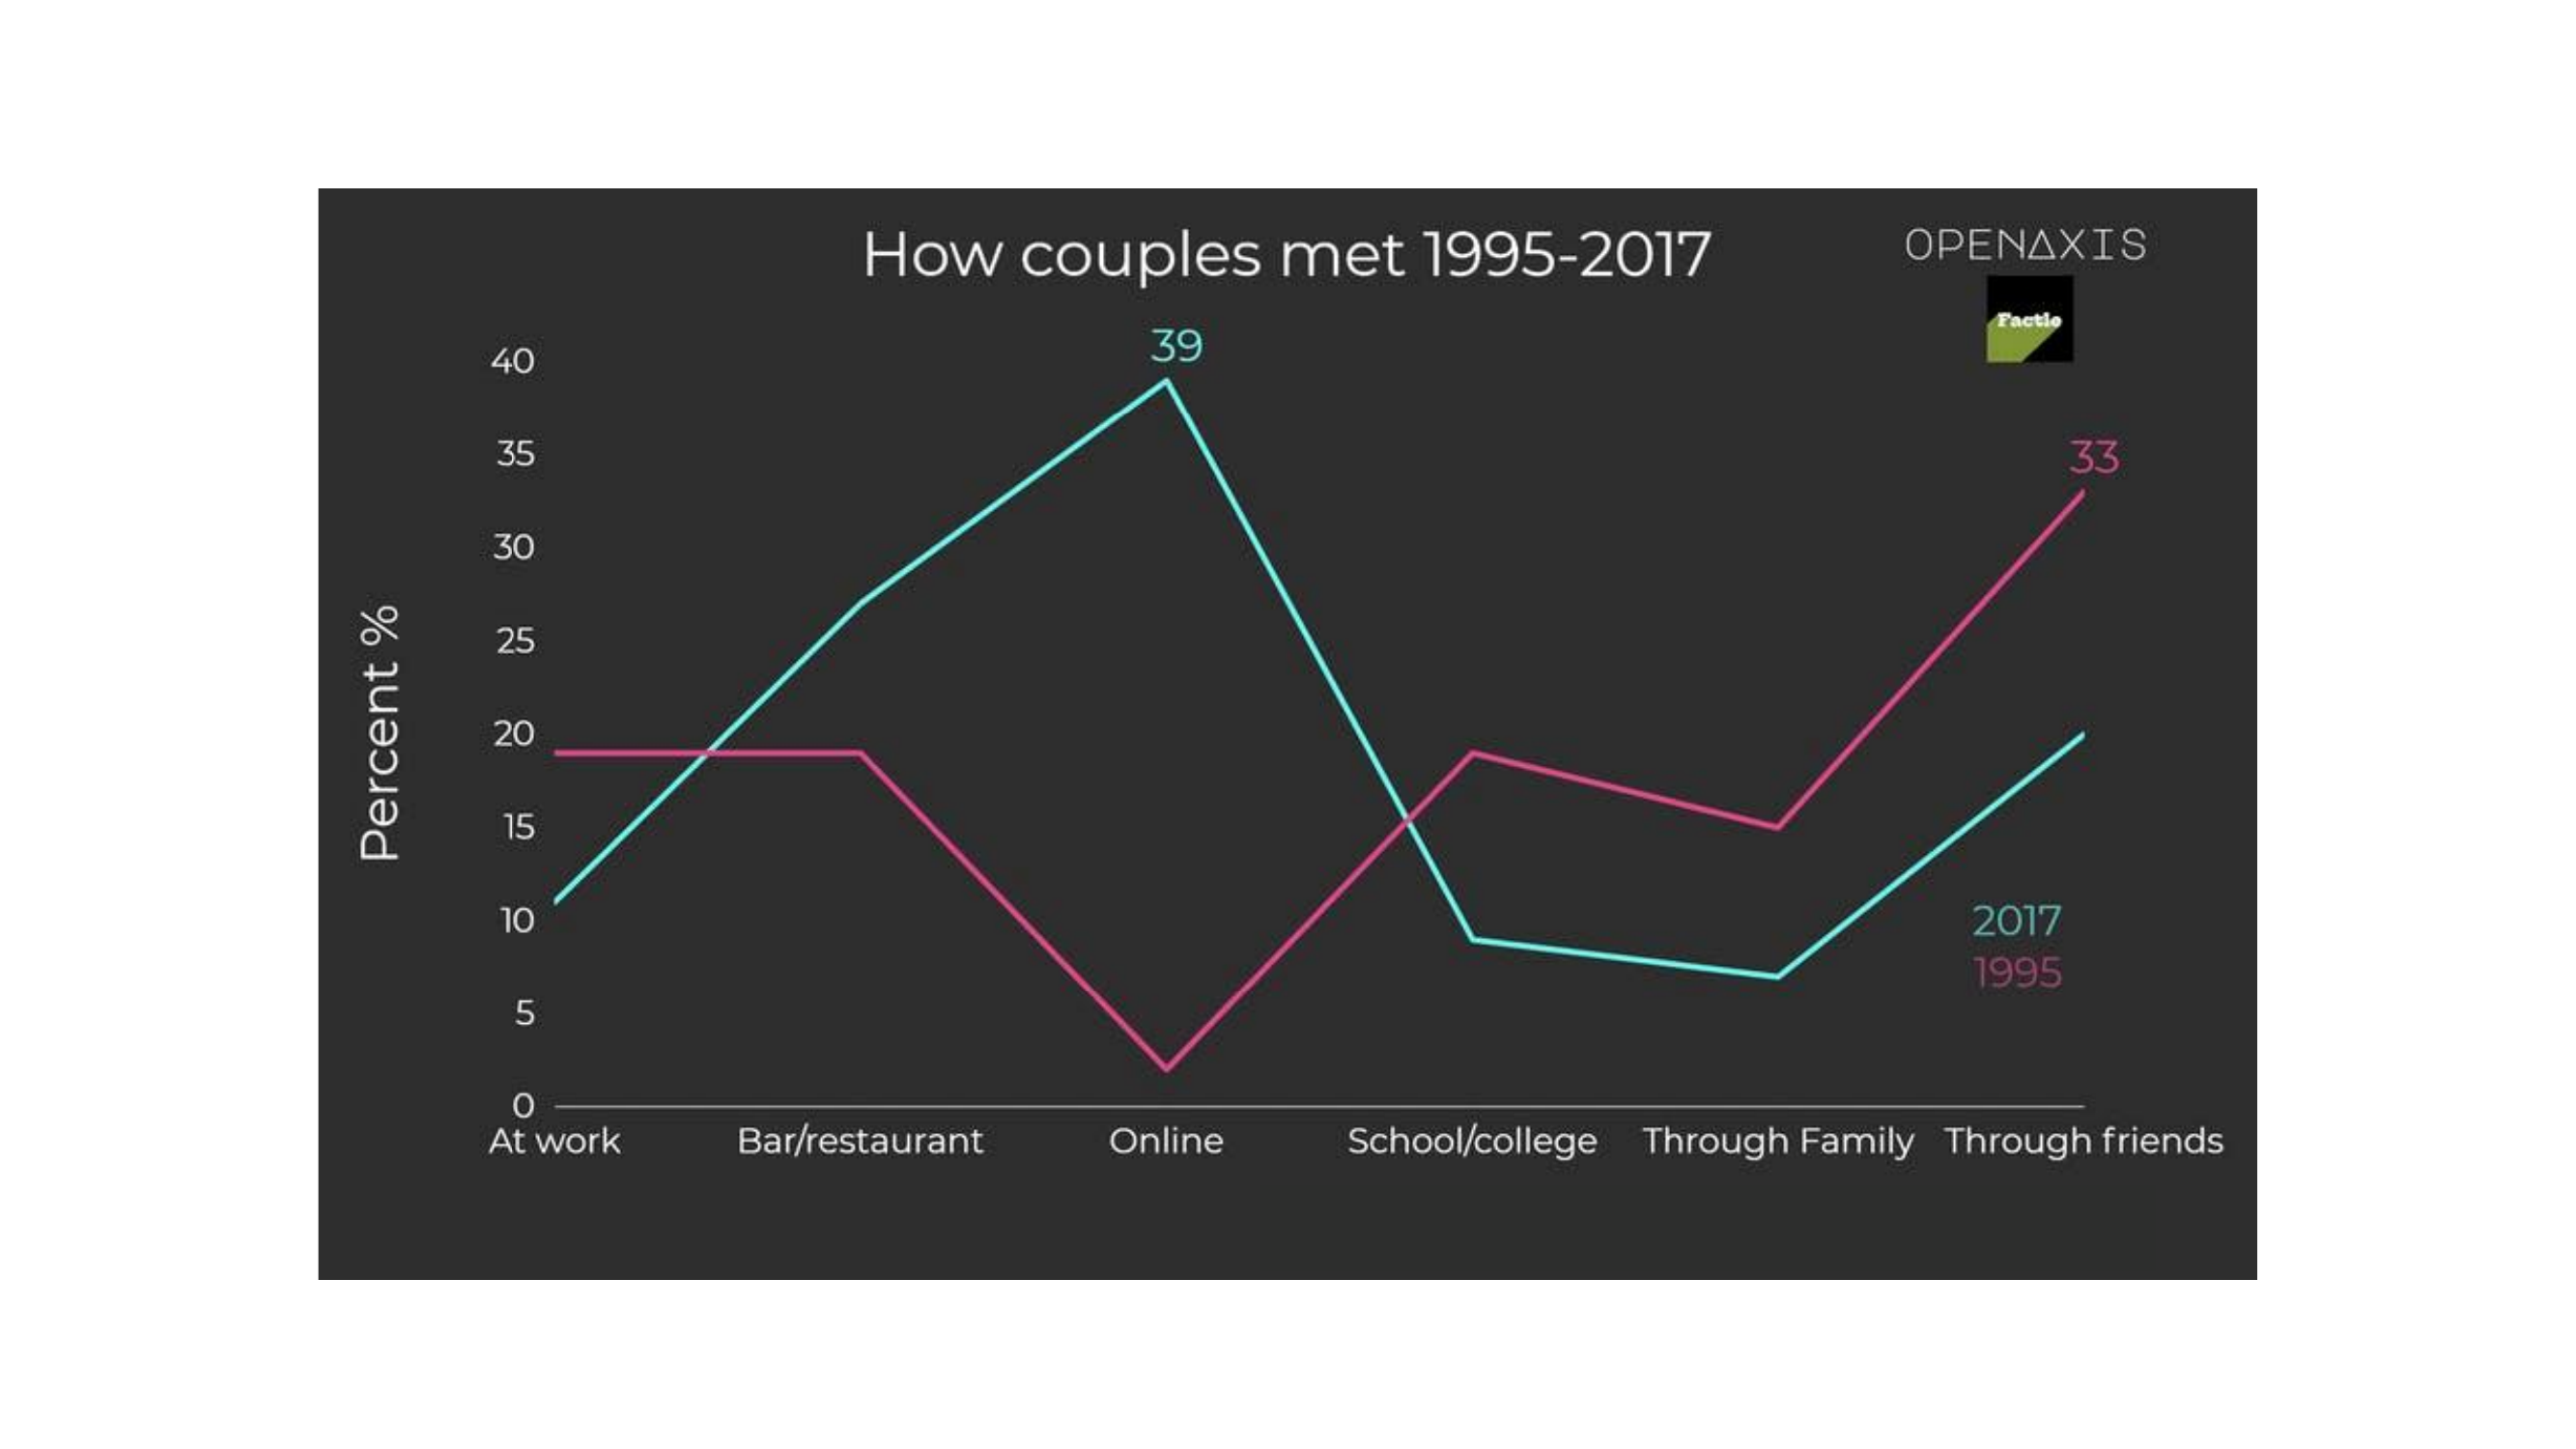 How couples met 1995-2017
OPENAXIS
Factle
39
33
40
35
30
25
20
15
10
5
0
Percent %
2017
1995
At work
Bar/restaurant
Online
School/college
Through Family
Through friends